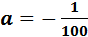 a = − 1/100